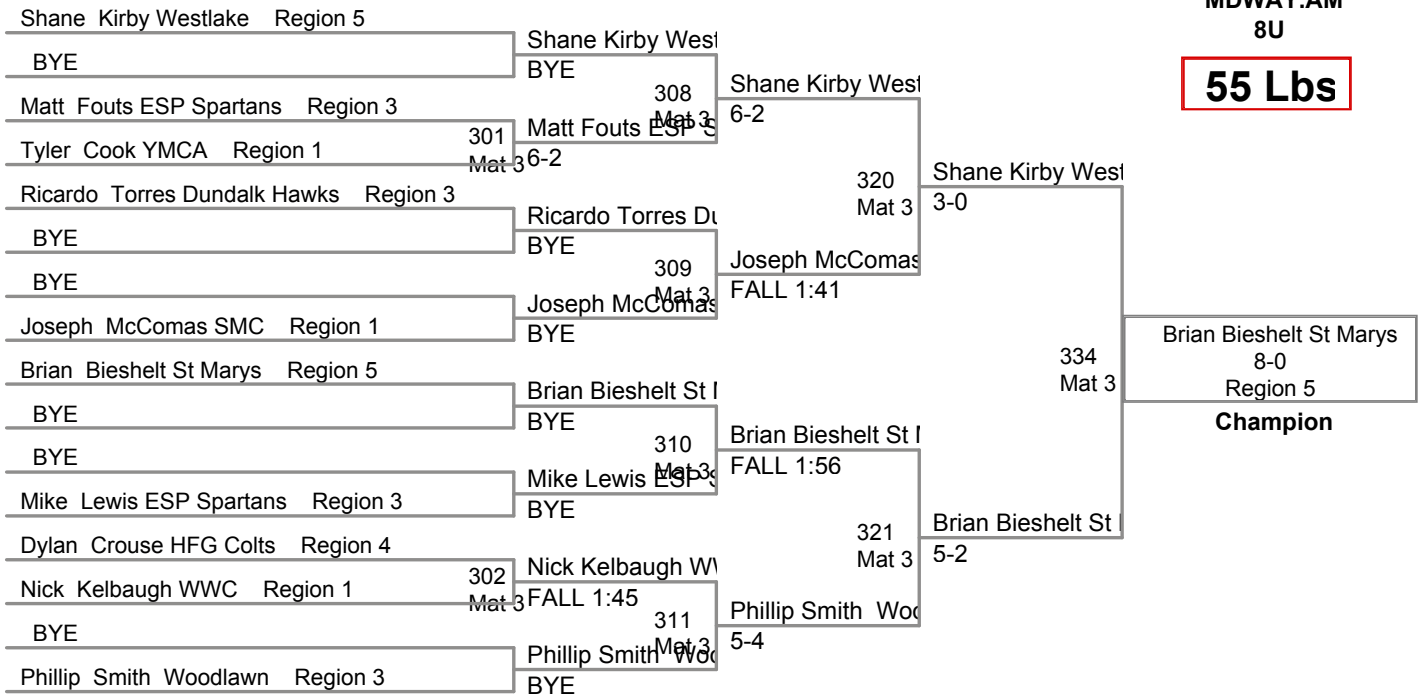 MDWAY.AM
8U
55 Lbs
Shane Kirby Westlake Region 5
BYE
Matt Fouts ESP Spartans Region 3
Tyler Cook YMCA Region 1
Ricardo Torres Dundalk Hawks Region 3
BYE
BYE
Joseph McComas SMC Region 1
Brian Bieshelt St Marys Region 5
BYE
BYE
Mike Lewis ESP Spartans Region 3
Dylan Crouse HFG Colts Region 4
Nick Kelbaugh WWC Region 1
BYE
Phillip Smith Woodlawn Region 3
301
Mat 3
302
Mat 3
Shane Kirby West
BYE
Matt Fouts ESP S
6-2
Ricardo Torres Du
BYE
Joseph McComas
BYE
Brian Bieshelt St M
BYE
Mike Lewis ESP S
BYE
Nick Kelbaugh WW
FALL 1:45
Phillip Smith Woo
BYE
308
Mat 3
309
Mat 3
310
Mat 3
311
Mat 3
Shane Kirby West
6-2
Joseph McComas
FALL 1:41
Brian Bieshelt St M
FALL 1:56
Phillip Smith Woo
5-4
320
Mat 3
321
Mat 3
Shane Kirby West
3-0
Brian Bieshelt St
5-2
334
Mat 3
Brian Bieshelt St Marys
8-0
Region 5
Champion